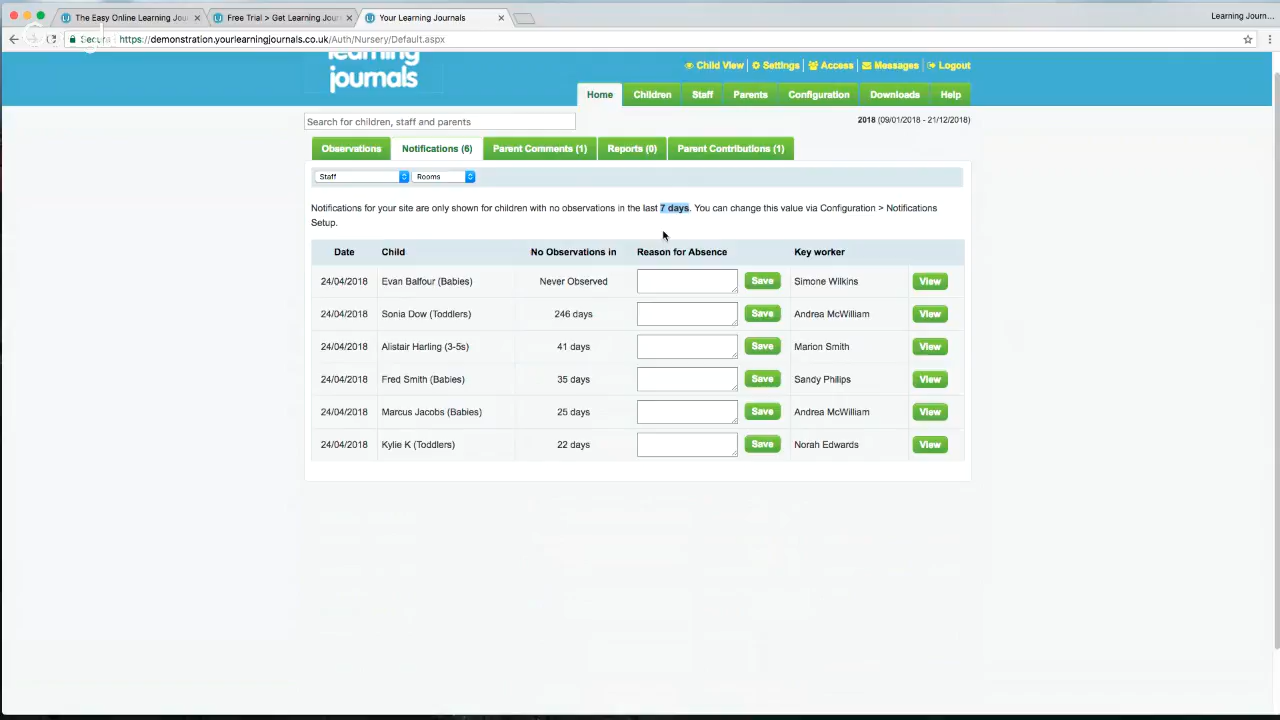 The Easy Online Learning Jou
Free Trial > Get Learning Jour
Your Learning Journals
Learning Journ...
Secure
https://demonstration.yourlearningjournals.co.uk/Auth/Nursery/Default.aspx
learning
journals
Child View | Settings | Access | Messages | Logout
Home Children Staff Parents Configuration Downloads Help
Search for children, staff and parents
2018 (09/01/2018 - 21/12/2018)
Observations Notifications (6) Parent Comments (1) Reports (0) Parent Contributions (1)
Staff Rooms
Notifications for your site are only shown for children with no observations in the last 7 days. You can change this value via Configuration > Notifications
Setup.
Date Child No Observations in Reason for Absence Key worker
24/04/2018 Evan Balfour (Babies) Never Observed Save Simone Wilkins View
24/04/2018 Sonia Dow (Toddlers) 246 days Save Andrea McWilliam View
24/04/2018 Alistair Harling (3-5s) 41 days Save Marion Smith View
24/04/2018 Fred Smith (Babies) 35 days Save Sandy Philips View
24/04/2018 Marcus Jacobs (Babies) 25 days Save Andrea McWilliam View
24/04/2018 Kylie K (Toddlers) 22 days Save Norah Edwards View